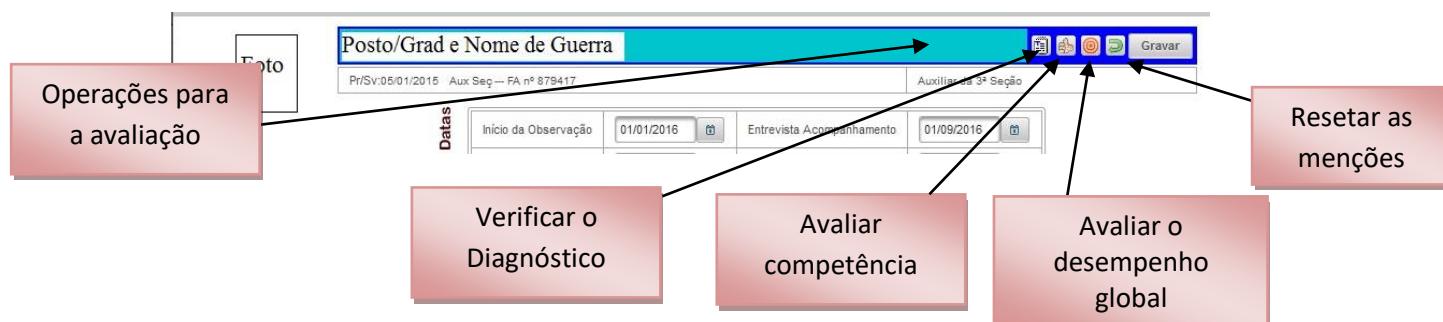 Posto/Grad e Nome de Guerra
Gravar
Foto
Pr/Sv:05/01/2015 Aux Seç--- FA nº 879417
Auxiliar da 3ª Seção
Operações para
a avaliação
Datas
Início da Observação
01/01/2016
Entrevista Acompanhamento
01/09/2016
Resetar as
menções
Verificar o
Diagnóstico
Avaliar
competência
Avaliar o
desempenho
global